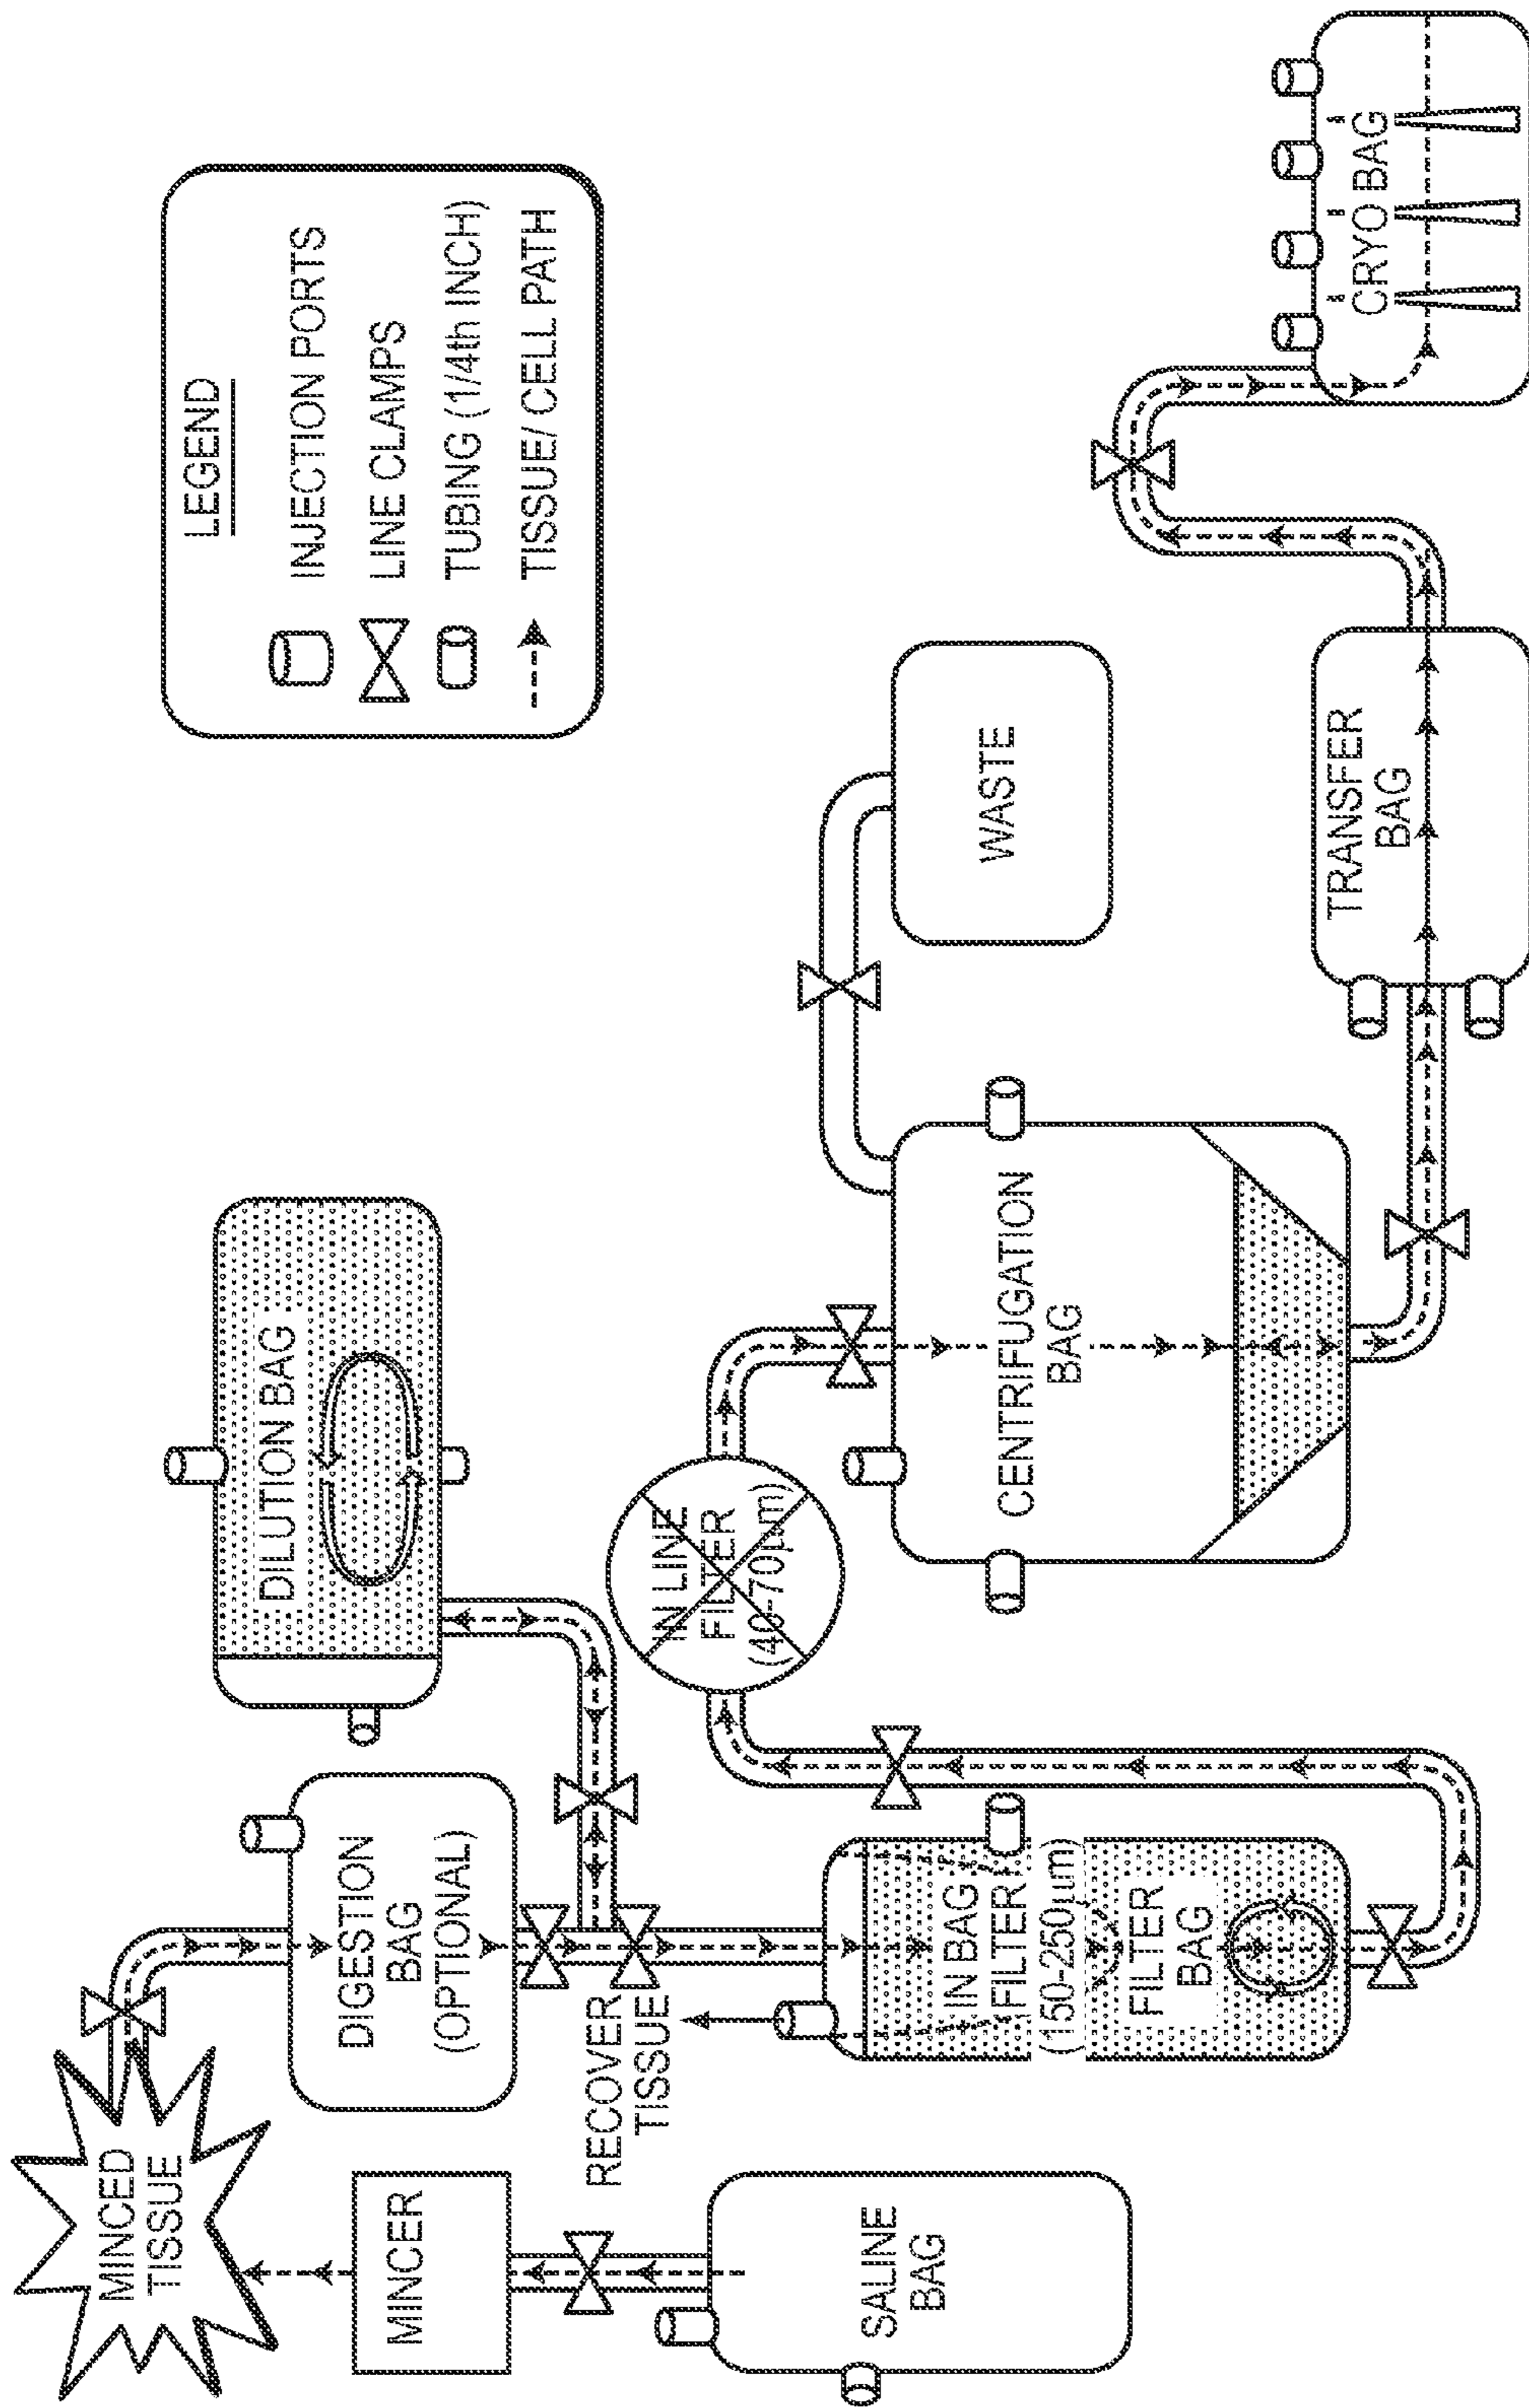 MINCED
TISSUE
MINCER
SALINE
BAG
DIGESTION
BAG
(OPTIONAL)
RECOVER
TISSUE
DILUTION BAG
IN BAG
FILTER
(150-250µm)
FILTER
BAG
IN LINE
FILTER
(40-70µm)
CENTRIFUGATION
BAG
WASTE
TRANSFER
BAG
CRYO BAG
LEGEND
INJECTION PORTS
LINE CLAMPS
TUBING (1/4th INCH)
TISSUE/ CELL PATH